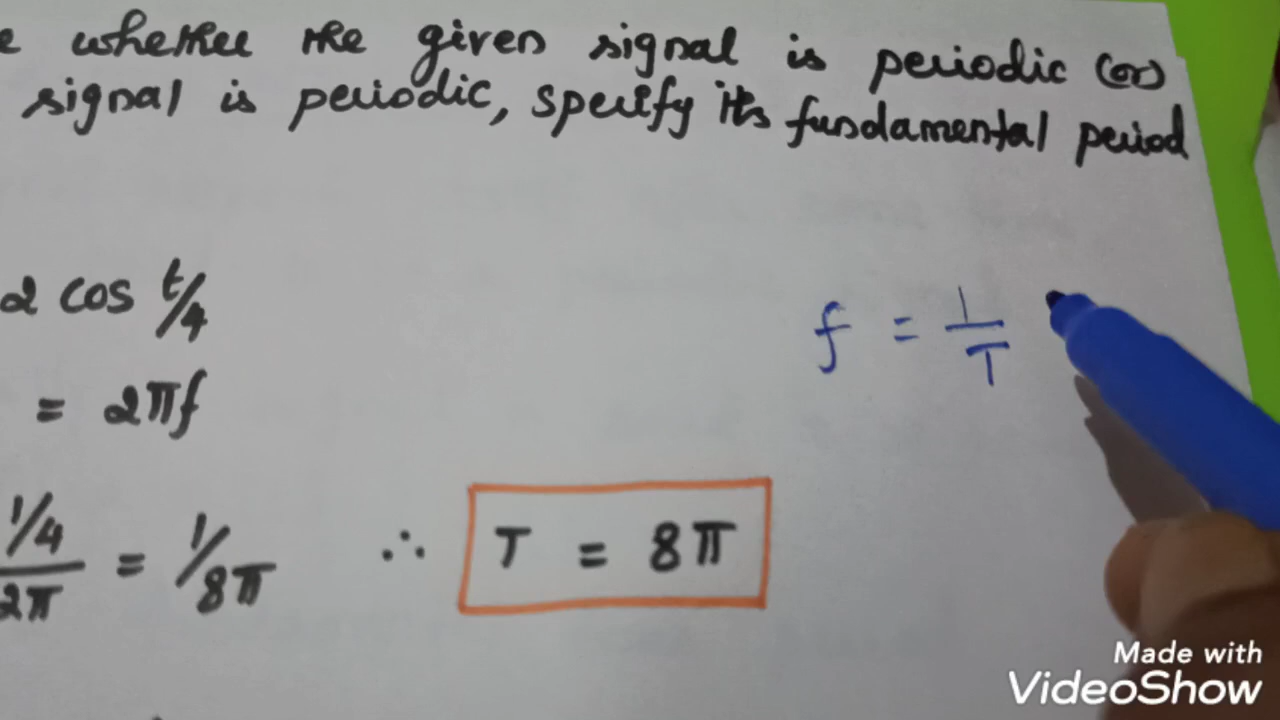 whether the given signal is periodic (or)
signal is periodic, specify its fundamental period
2 cos t/4
f = 1/T
= 2πf
1/4 / 2π = 1/8π ∴ T = 8π
Made with
VideoShow